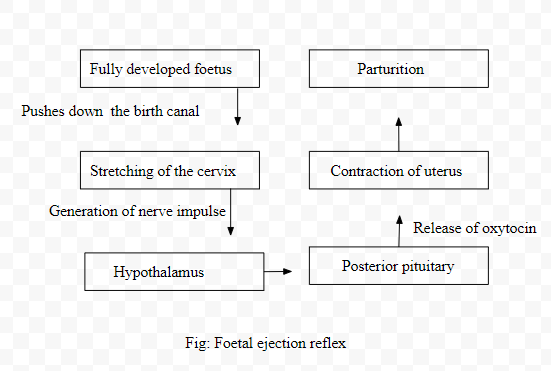 Fully developed foetus
Pushes down the birth canal
Stretching of the cervix
Generation of nerve impulse
Hypothalamus
Posterior pituitary
Release of oxytocin
Contraction of uterus
Parturition
Fig: Foetal ejection reflex